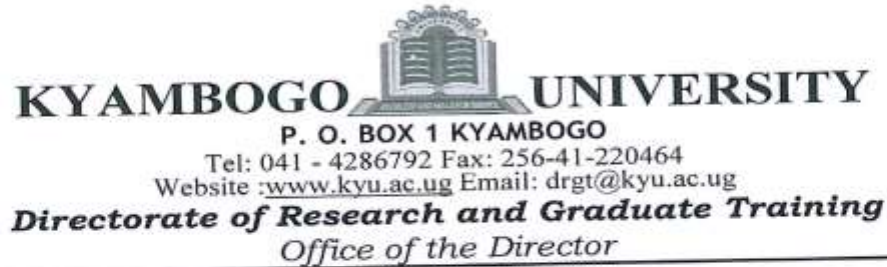 UNIVERSITY
KYAMBOGO UNIVERSITY
P. O. BOX 1 KYAMBOGO
Tel: 041 - 4286792 Fax: 256-41-220464
Website :www.kyu.ac.ug Email: drgt@kyu.ac.ug
Directorate of Research and Graduate Training
Office of the Director